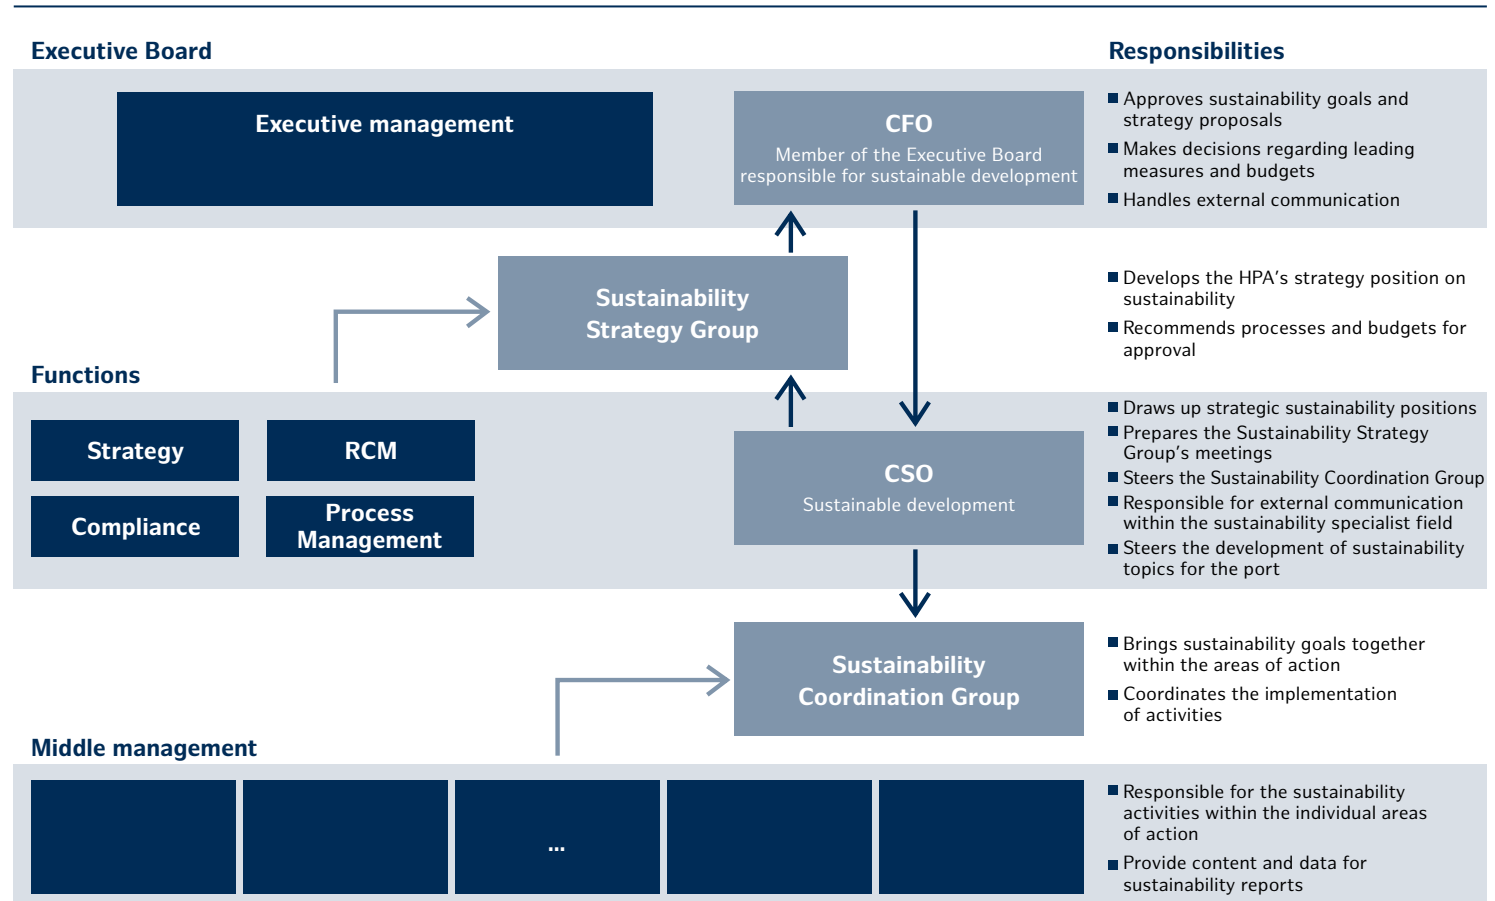 Executive Board
Responsibilities
Executive management
CFO
Member of the Executive Board
responsible for sustainable development
Approves sustainability goals and
strategy proposals
Makes decisions regarding leading
measures and budgets
Handles external communication
Sustainability
Strategy Group
Develops the HPA's strategy position on
sustainability
Recommends processes and budgets for
approval
Functions
Strategy
RCM
Compliance
Process
Management
CSO
Sustainable development
Draws up strategic sustainability positions
Prepares the Sustainability Strategy
Group's meetings
Steers the Sustainability Coordination Group
Responsible for external communication
within the sustainability specialist field
Steers the development of sustainability
topics for the port
Sustainability
Coordination Group
Brings sustainability goals together
within the areas of action
Coordinates the implementation
of activities
Middle management
...
Responsible for the sustainability
activities within the individual areas
of action
Provide content and data for
sustainability reports